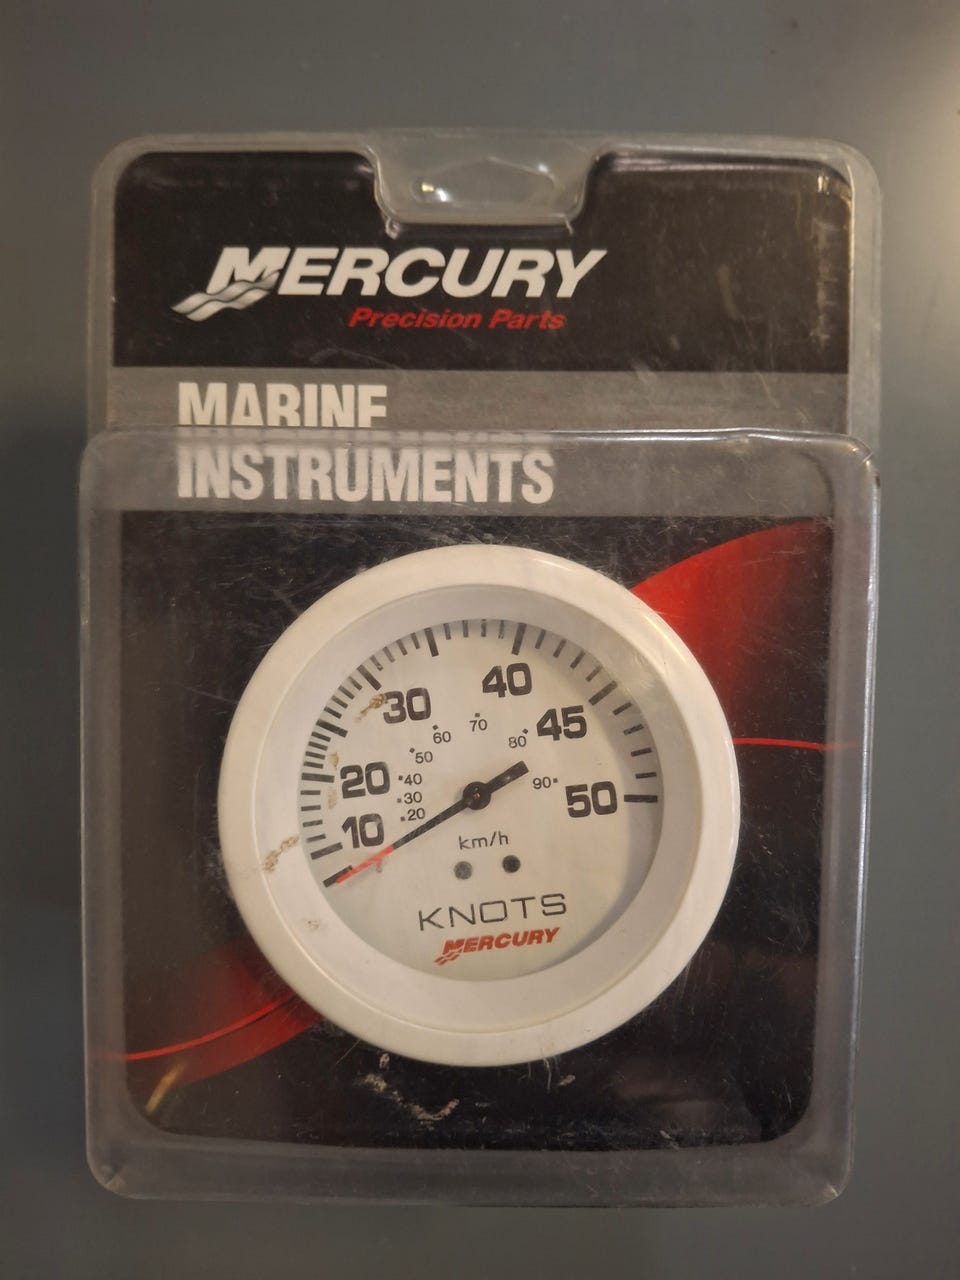 MERCURY
Precision Parts
MARINE
INSTRUMENTS
10 20 30 40 45 50
20 30 40 50 60 70 80 90
km/h
KNOTS
MERCURY